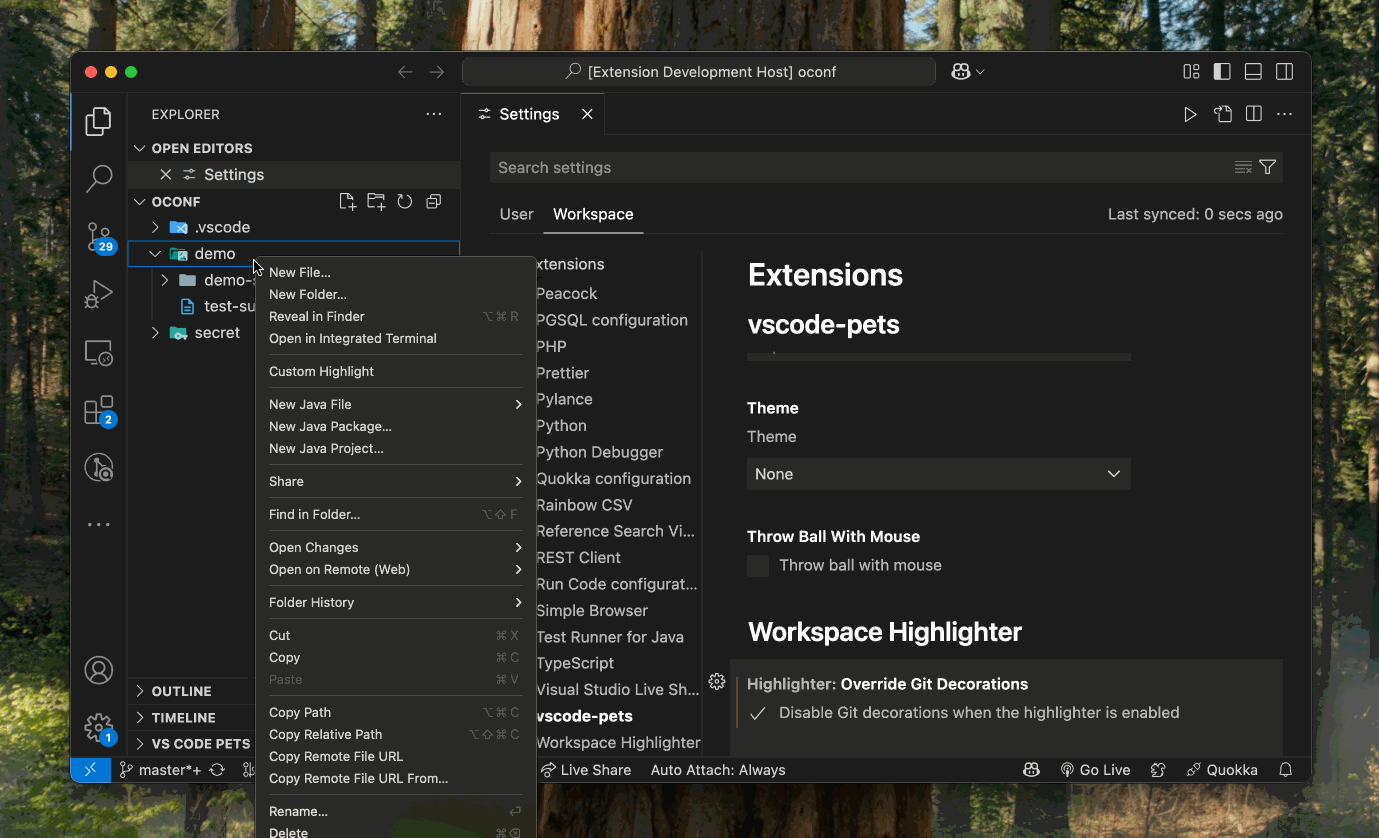 [Extension Development Host] oconf
EXPLORER
Settings
OPEN EDITORS
Settings
Search settings
OCONF
.vscode
User
Workspace
Last synced: 0 secs ago
demo
demo-s
test-su
secret
New File...
New Folder...
Reveal in Finder ⌥⌘R
Open in Integrated Terminal
Custom Highlight
New Java File
New Java Package...
New Java Project...
Share
Find in Folder... ⌥⇧F
Open Changes
Open on Remote (Web)
Folder History
Cut ⌘X
Copy ⌘C
Paste ⌘V
Copy Path ⌥⌘C
Copy Relative Path ⌥⇧⌘C
Copy Remote File URL
Copy Remote File URL From...
Rename... ⏎
Delete ⌘⌫
xtensions
Peacock
PGSQL configuration
PHP
Prettier
Pylance
Python
Python Debugger
Quokka configuration
Rainbow CSV
Reference Search Vi...
REST Client
Run Code configurat...
Simple Browser
Test Runner for Java
TypeScript
Visual Studio Live Sh...
vscode-pets
Workspace Highlighter
Extensions
vscode-pets
Theme
Theme
None
Throw Ball With Mouse
Throw ball with mouse
Workspace Highlighter
Highlighter: Override Git Decorations
Disable Git decorations when the highlighter is enabled
29
2
1
OUTLINE
TIMELINE
VS CODE PETS
master*+
Live Share
Auto Attach: Always
Go Live
Quokka